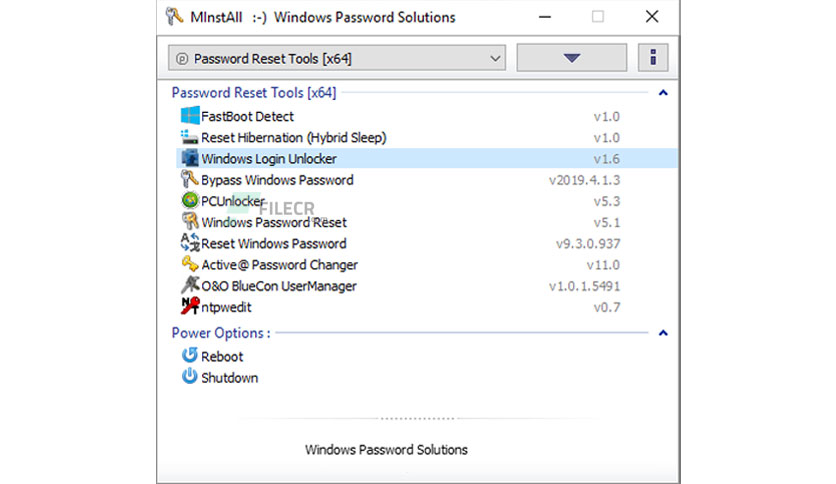 MInstAll :-) Windows Password Solutions
Password Reset Tools [x64]
Password Reset Tools [x64]
FastBoot Detect v1.0
Reset Hibernation (Hybrid Sleep) v1.0
Windows Login Unlocker v1.6
Bypass Windows Password v2019.4.1.3
PCUnlocker v5.3
FILECR
Windows Password Reset v5.1
Reset Windows Password v9.3.0.937
Active@ Password Changer v11.0
O&O BlueCon UserManager v1.0.1.5491
ntpwedit v0.7
Power Options :
Reboot
Shutdown
Windows Password Solutions